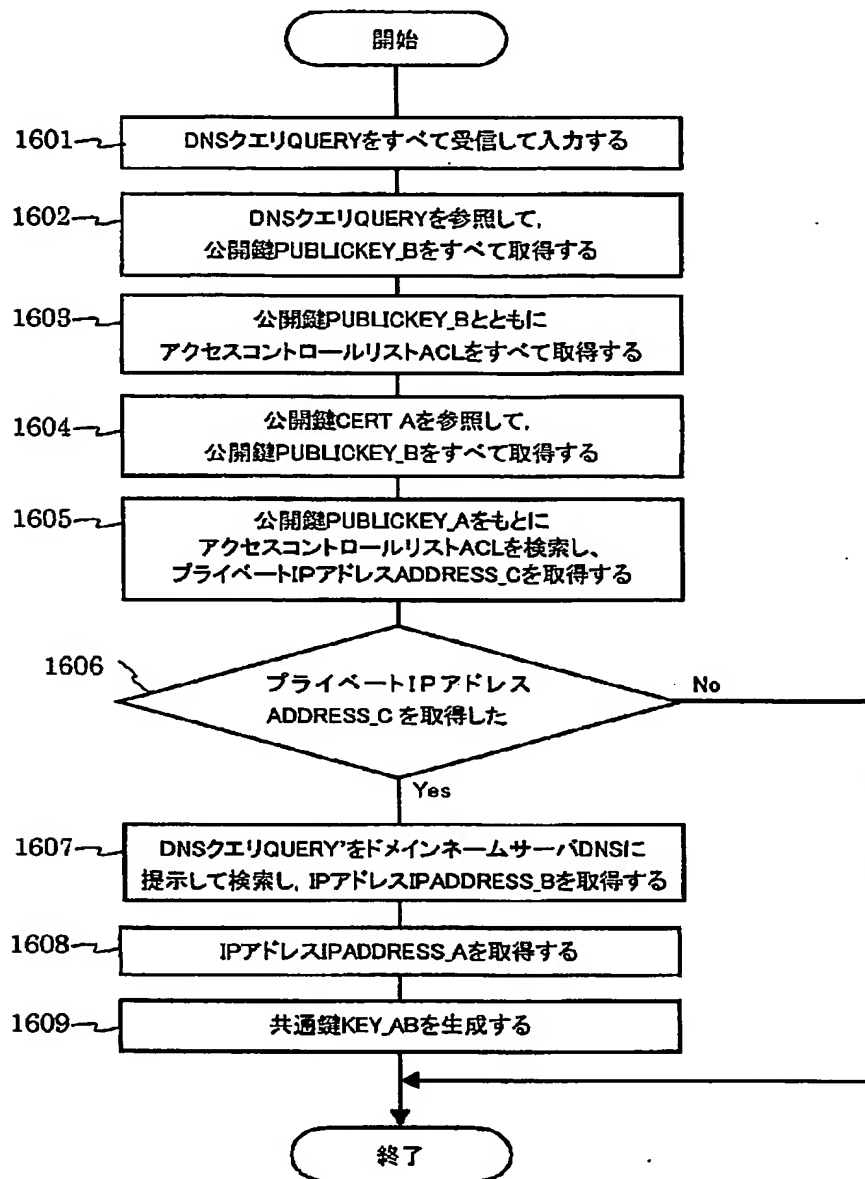 開始
1601
DNSクエリQUERYをすべて受信して入力する
1602
DNSクエリQUERYを参照して,
公開鍵PUBLICKEY_Bをすべて取得する
1603
公開鍵PUBLICKEY_Bとともに
アクセスコントロールリストACLをすべて取得する
1604
公開鍵CERT Aを参照して,
公開鍵PUBLICKEY_Bをすべて取得する
1605
公開鍵PUBLICKEY_Aをもとに
アクセスコントロールリストACLを検索し、
プライベートIPアドレスADDRESS_Cを取得する
1606
プライベートIPアドレス
ADDRESS_Cを取得した
No
Yes
1607
DNSクエリQUERY'をドメインネームサーバDNSに
提示して検索し, IPアドレスIPADDRESS_Bを取得する
1608
IPアドレスIPADDRESS_Aを取得する
1609
共通鍵KEY_ABを生成する
終了